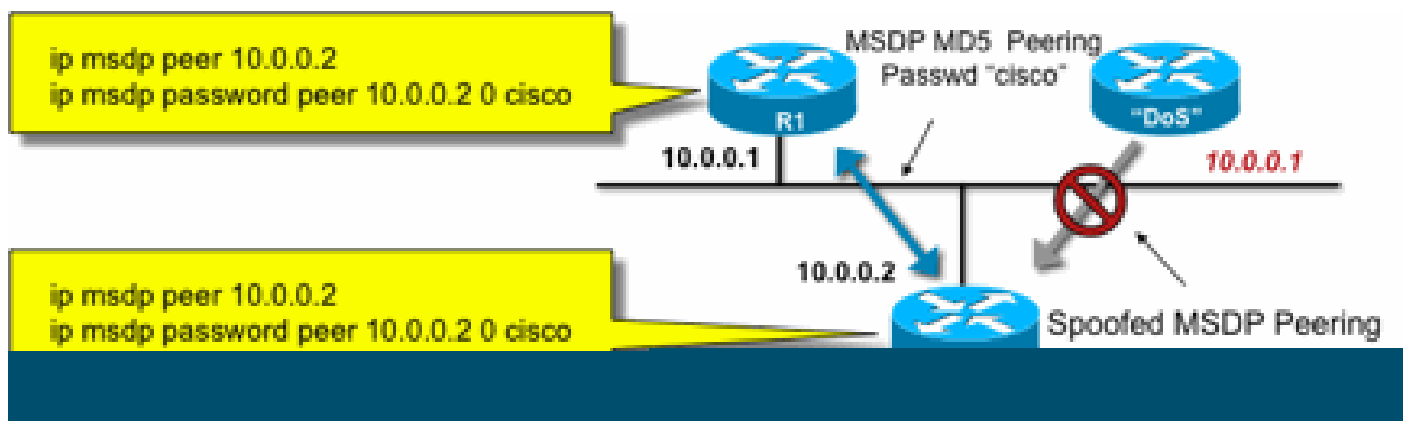 ip msdp peer 10.0.0.2
ip msdp password peer 10.0.0.2 0 cisco
MSDP MD5 Peering
Passwd "cisco"
R1
"DoS"
10.0.0.1
10.0.0.1
10.0.0.2
ip msdp peer 10.0.0.2
ip msdp password peer 10.0.0.2 0 cisco
Spoofed MSDP Peering